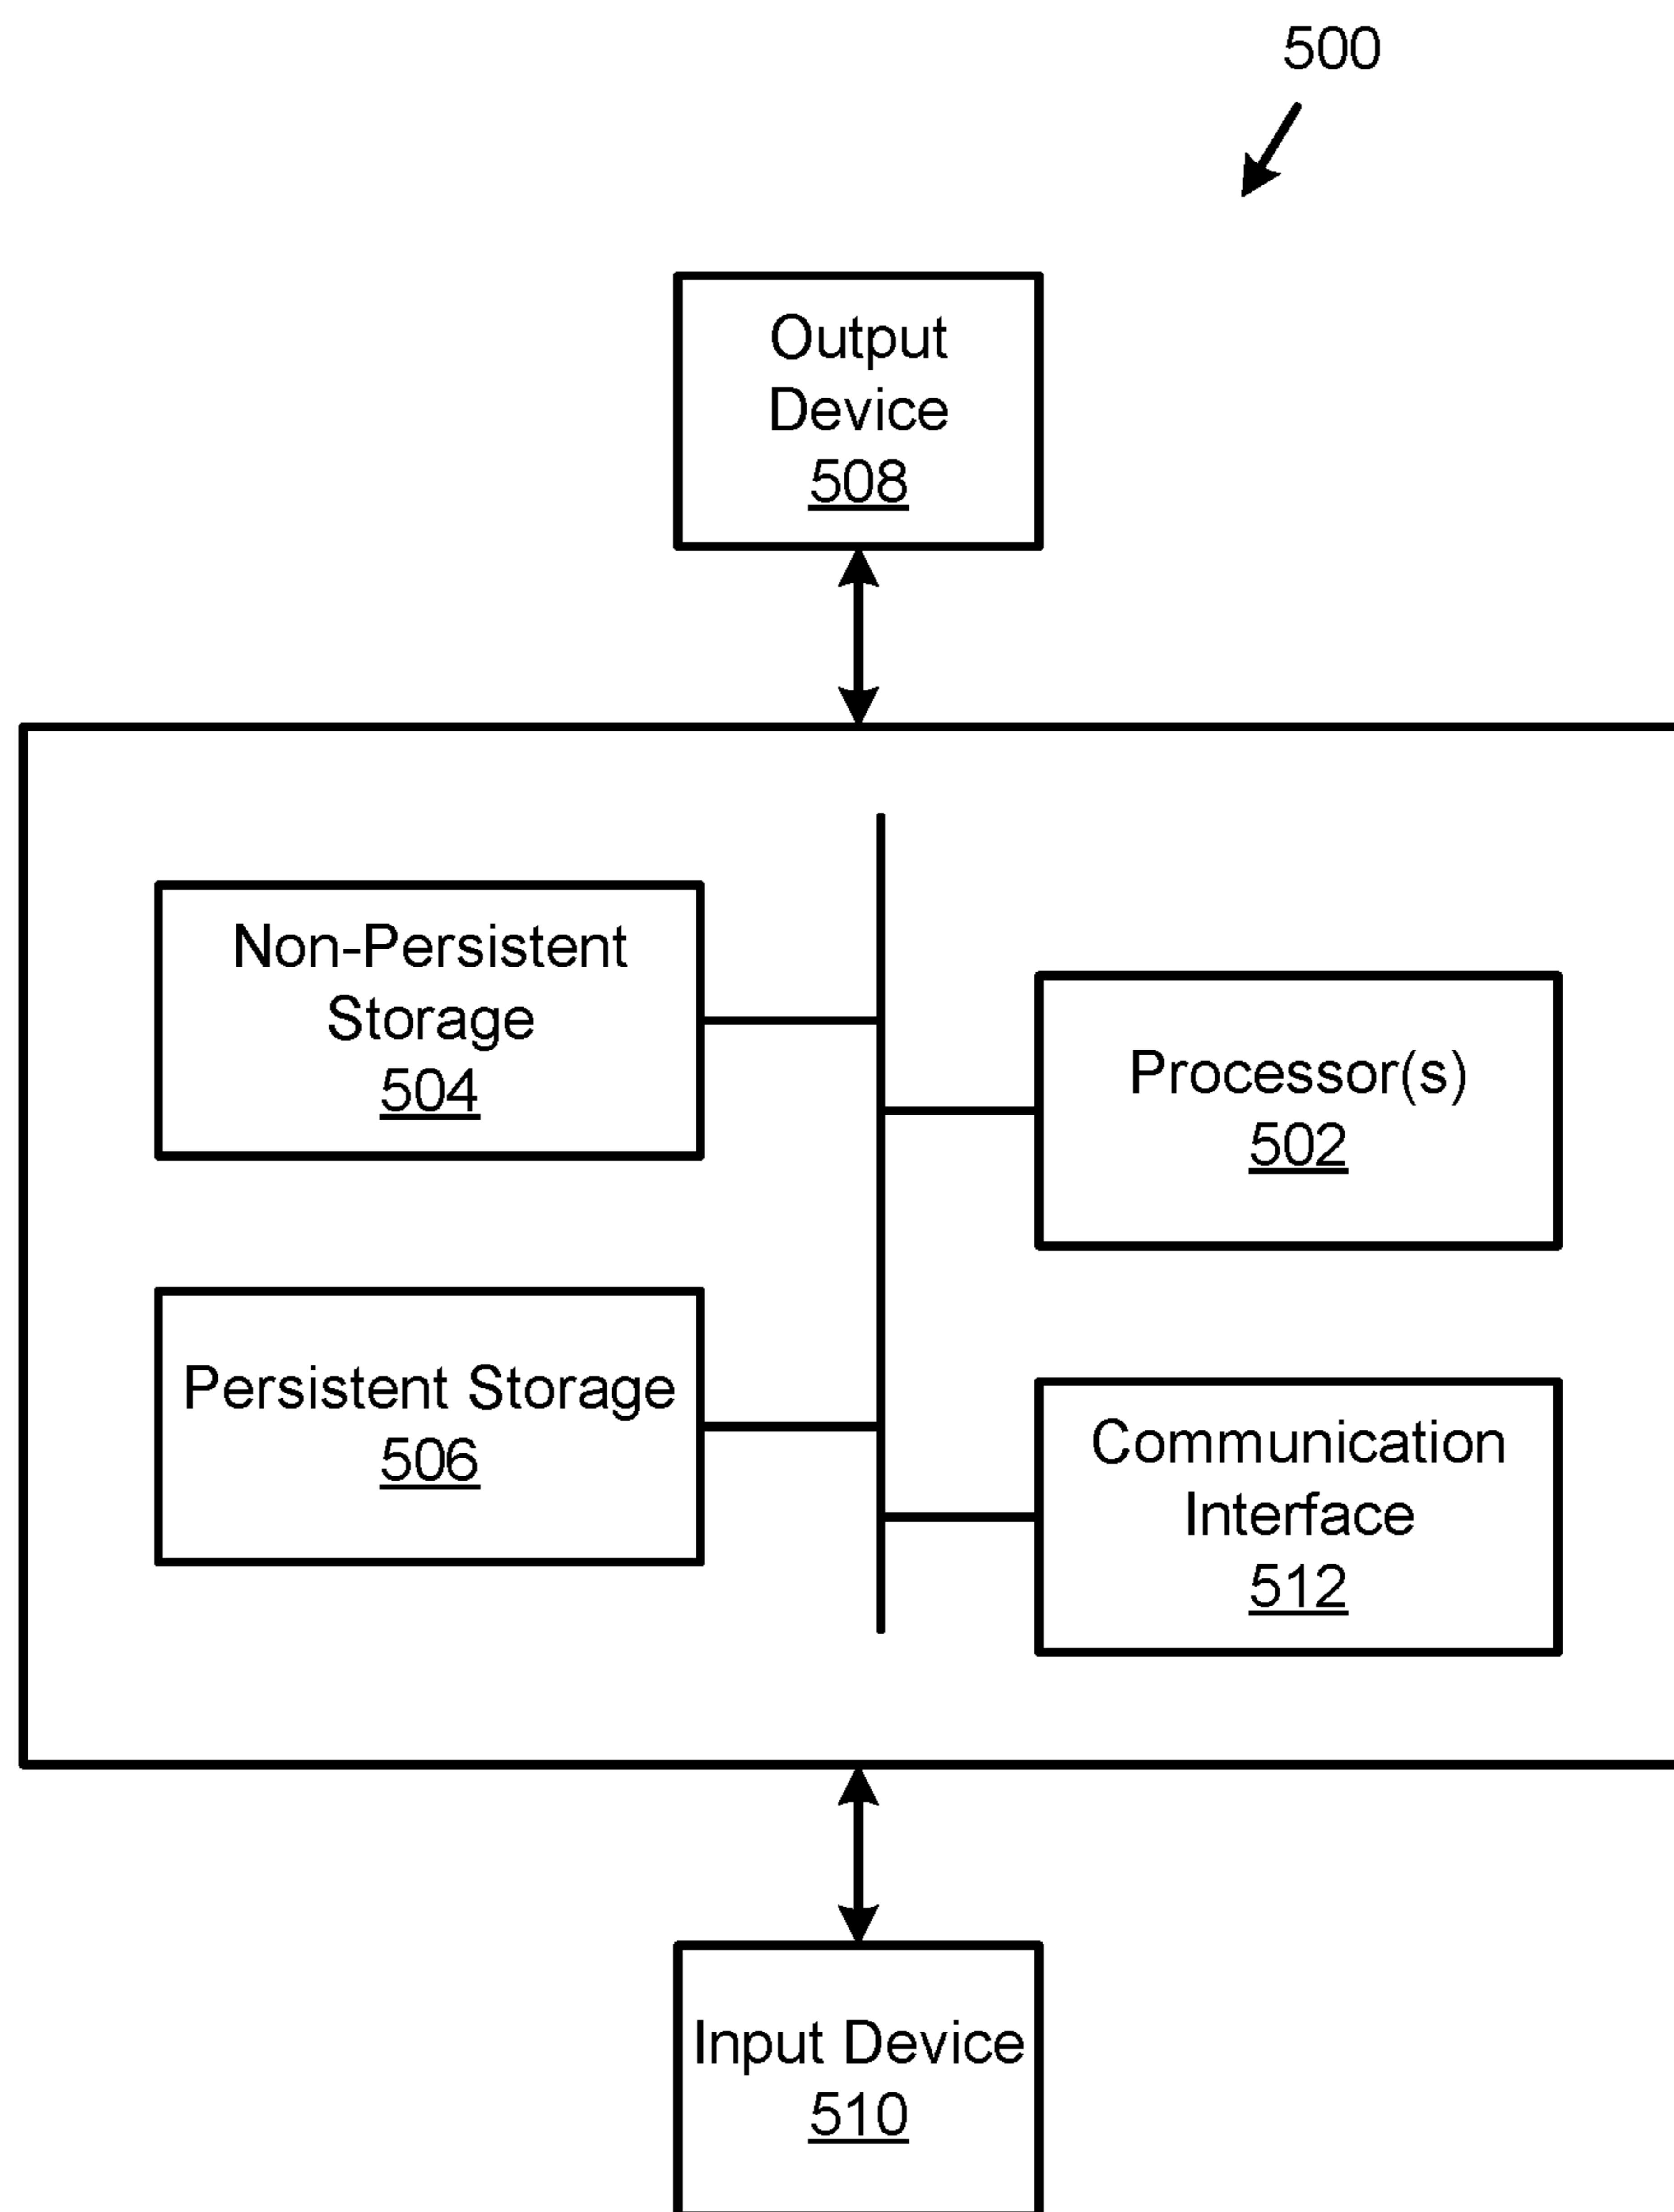 500
Output
Device
508
Non-Persistent
Storage
504
Processor(s)
502
Persistent Storage
506
Communication
Interface
512
Input Device
510